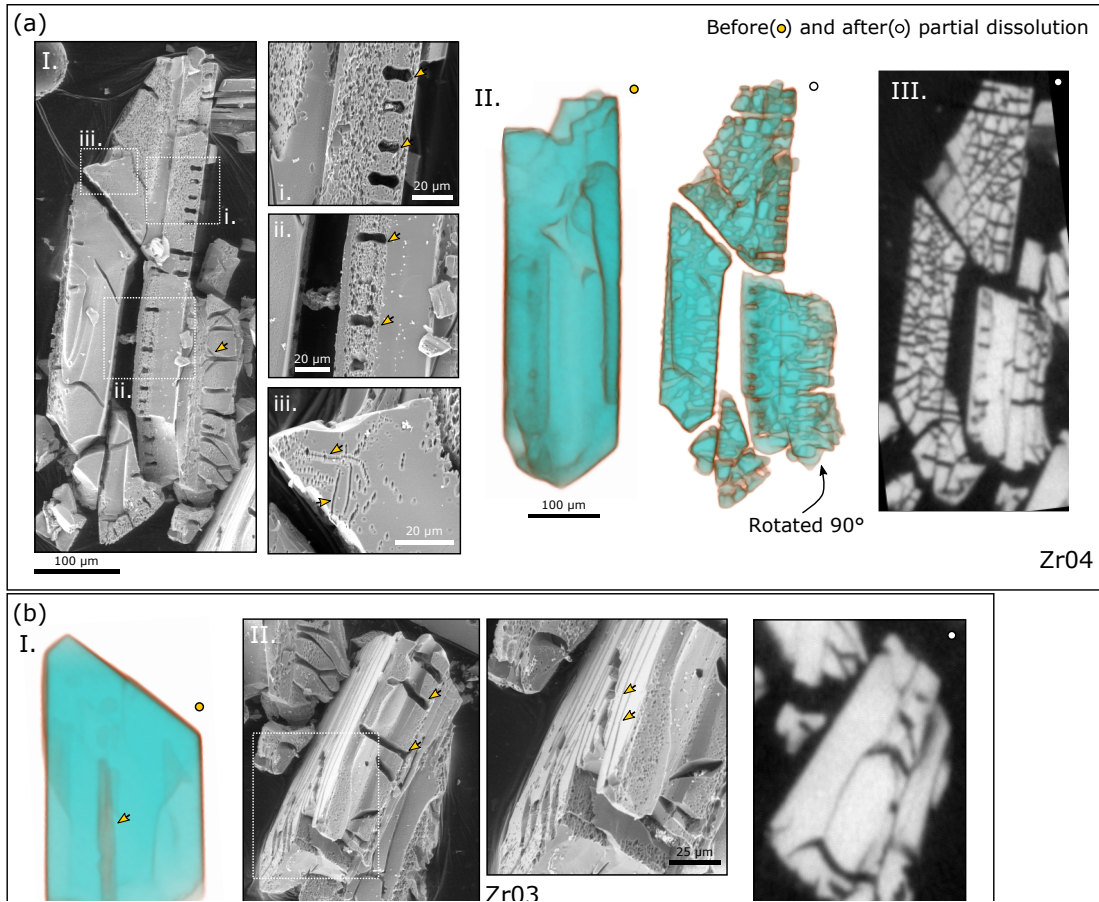 (a)
Before( ) and after( ) partial dissolution
I.
iii.
i.
ii.
100 µm
i.
20 µm
ii.
20 µm
iii.
20 µm
II.
100 µm
Rotated 90°
III.
Zr04
(b)
I.
II.
25 µm
Zr03